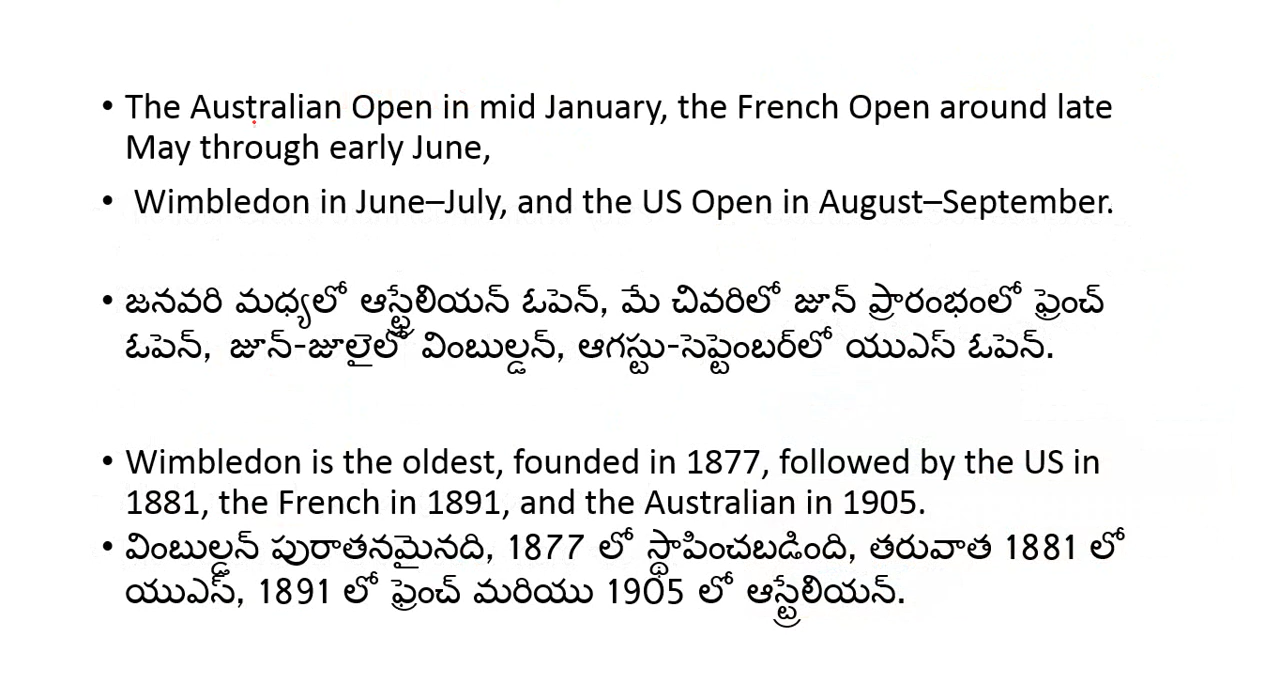 • The Australian Open in mid January, the French Open around late
May through early June,
• Wimbledon in June–July, and the US Open in August–September.
• జనవరి మధ్యలో ఆస్ట్రేలియన్ ఓపెన్, మే చివరిలో జూన్ ప్రారంభంలో ఫ్రెంచ్
ఓపెన్, జూన్-జూలైలో వింబుల్డన్, ఆగస్టు-సెప్టెంబర్‌లో యుఎస్ ఓపెన్.
• Wimbledon is the oldest, founded in 1877, followed by the US in
1881, the French in 1891, and the Australian in 1905.
• వింబుల్డన్ పురాతనమైనది, 1877 లో స్థాపించబడింది, తరువాత 1881 లో
యుఎస్, 1891 లో ఫ్రెంచ్ మరియు 1905 లో ఆస్ట్రేలియన్.